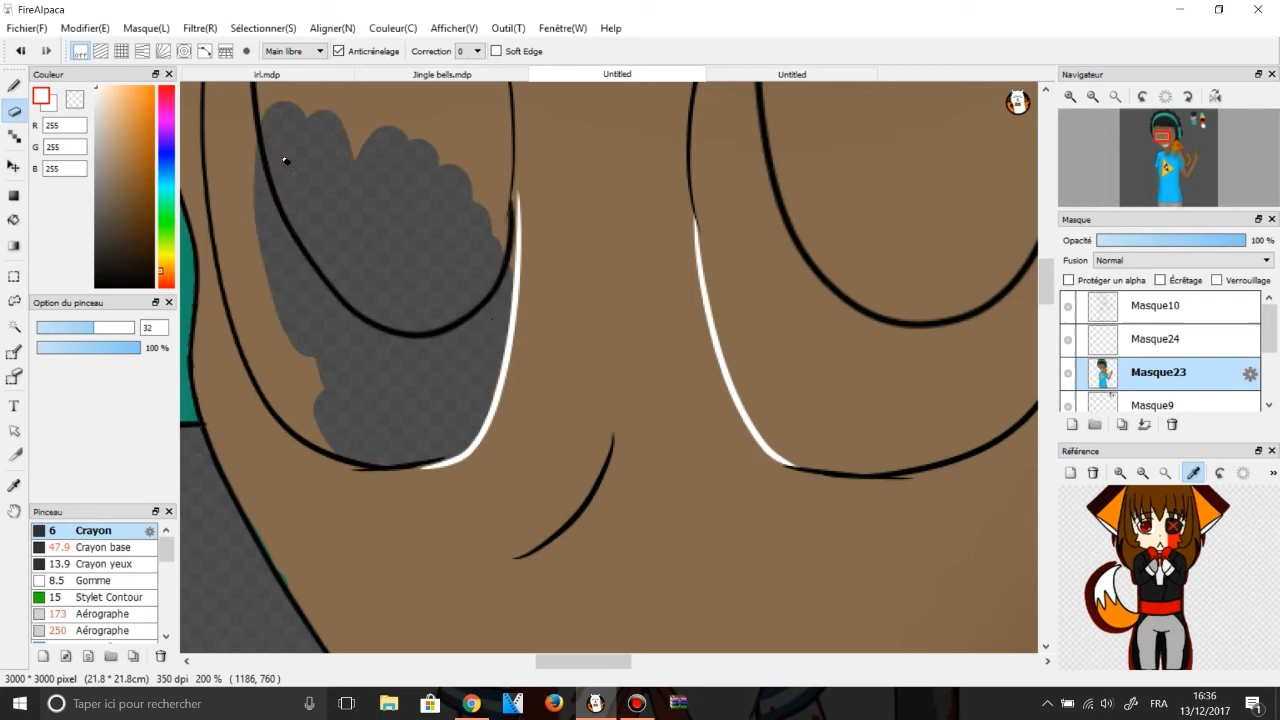 FireAlpaca
Fichier(F) Modifier(E) Masque(L) Filtre(R) Sélectionner(S) Aligner(N) Couleur(C) Afficher(V) Outil(T) Fenêtre(W) Help
off Main libre Anticrénelage Correction 0 Soft Edge
Couleur irl.mdp Jingle bells.mdp Untitled Untitled Navigateur
R 255
G 255
B 255
Masque
Opacité 100 %
Fusion Normal
Protéger un alpha Écrêtage Verrouillage
Option du pinceau
Masque10
32
Masque24
100 %
Masque23
Masque9
Référence
Pinceau
6 Crayon
47.9 Crayon base
13.9 Crayon yeux
8.5 Gomme
15 Stylet Contour
173 Aérographe
250 Aérographe
3000 * 3000 pixel (21.8 * 21.8cm) 350 dpi 200 % ( 1186, 760 )
Taper ici pour rechercher FRA 16:36
13/12/2017 1